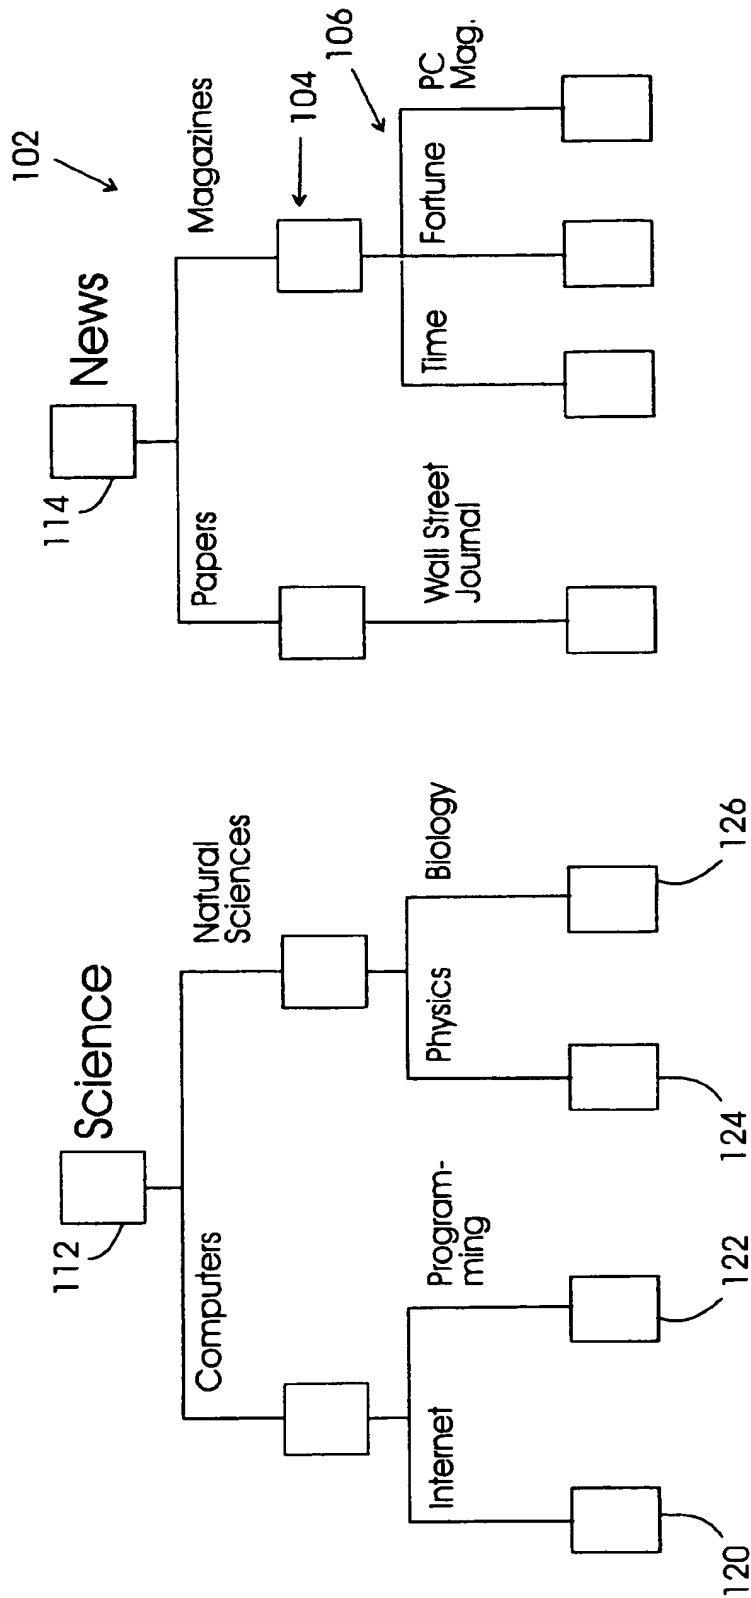 102
Science
News
112
114
Computers
Natural
Sciences
Papers
Magazines
104
106
Internet
Program-
ming
Physics
Biology
Wall Street
Journal
Time
Fortune
PC
Mag.
120
122
124
126